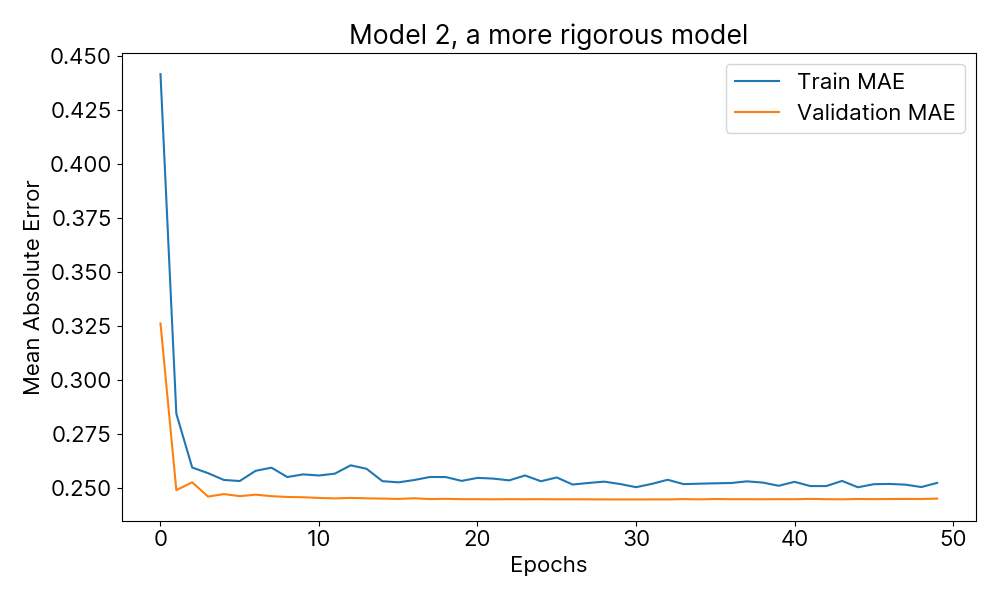 Model 2, a more rigorous model
Train MAE
Validation MAE
Mean Absolute Error
0.450
0.425
0.400
0.375
0.350
0.325
0.300
0.275
0.250
0 10 20 30 40 50
Epochs